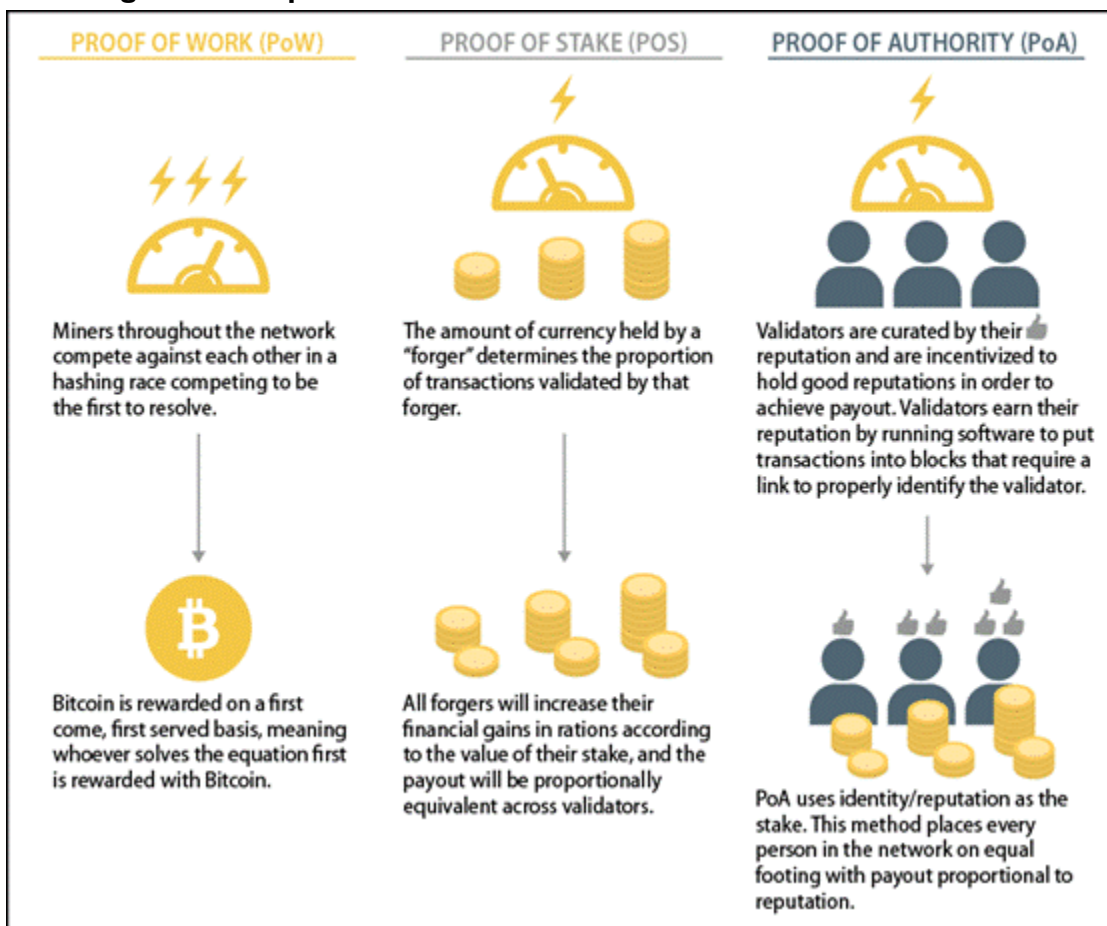 PROOF OF WORK (PoW)
Miners throughout the network
compete against each other in a
hashing race competing to be
the first to resolve.
Bitcoin is rewarded on a first
come, first served basis, meaning
whoever solves the equation first
is rewarded with Bitcoin.
PROOF OF STAKE (POS)
The amount of currency held by a
"forger" determines the proportion
of transactions validated by that
forger.
All forgers will increase their
financial gains in rations according
to the value of their stake, and the
payout will be proportionally
equivalent across validators.
PROOF OF AUTHORITY (PoA)
Validators are curated by their
reputation and are incentivized to
hold good reputations in order to
achieve payout. Validators earn their
reputation by running software to put
transactions into blocks that require a
link to properly identify the validator.
PoA uses identity/reputation as the
stake. This method places every
person in the network on equal
footing with payout proportional to
reputation.